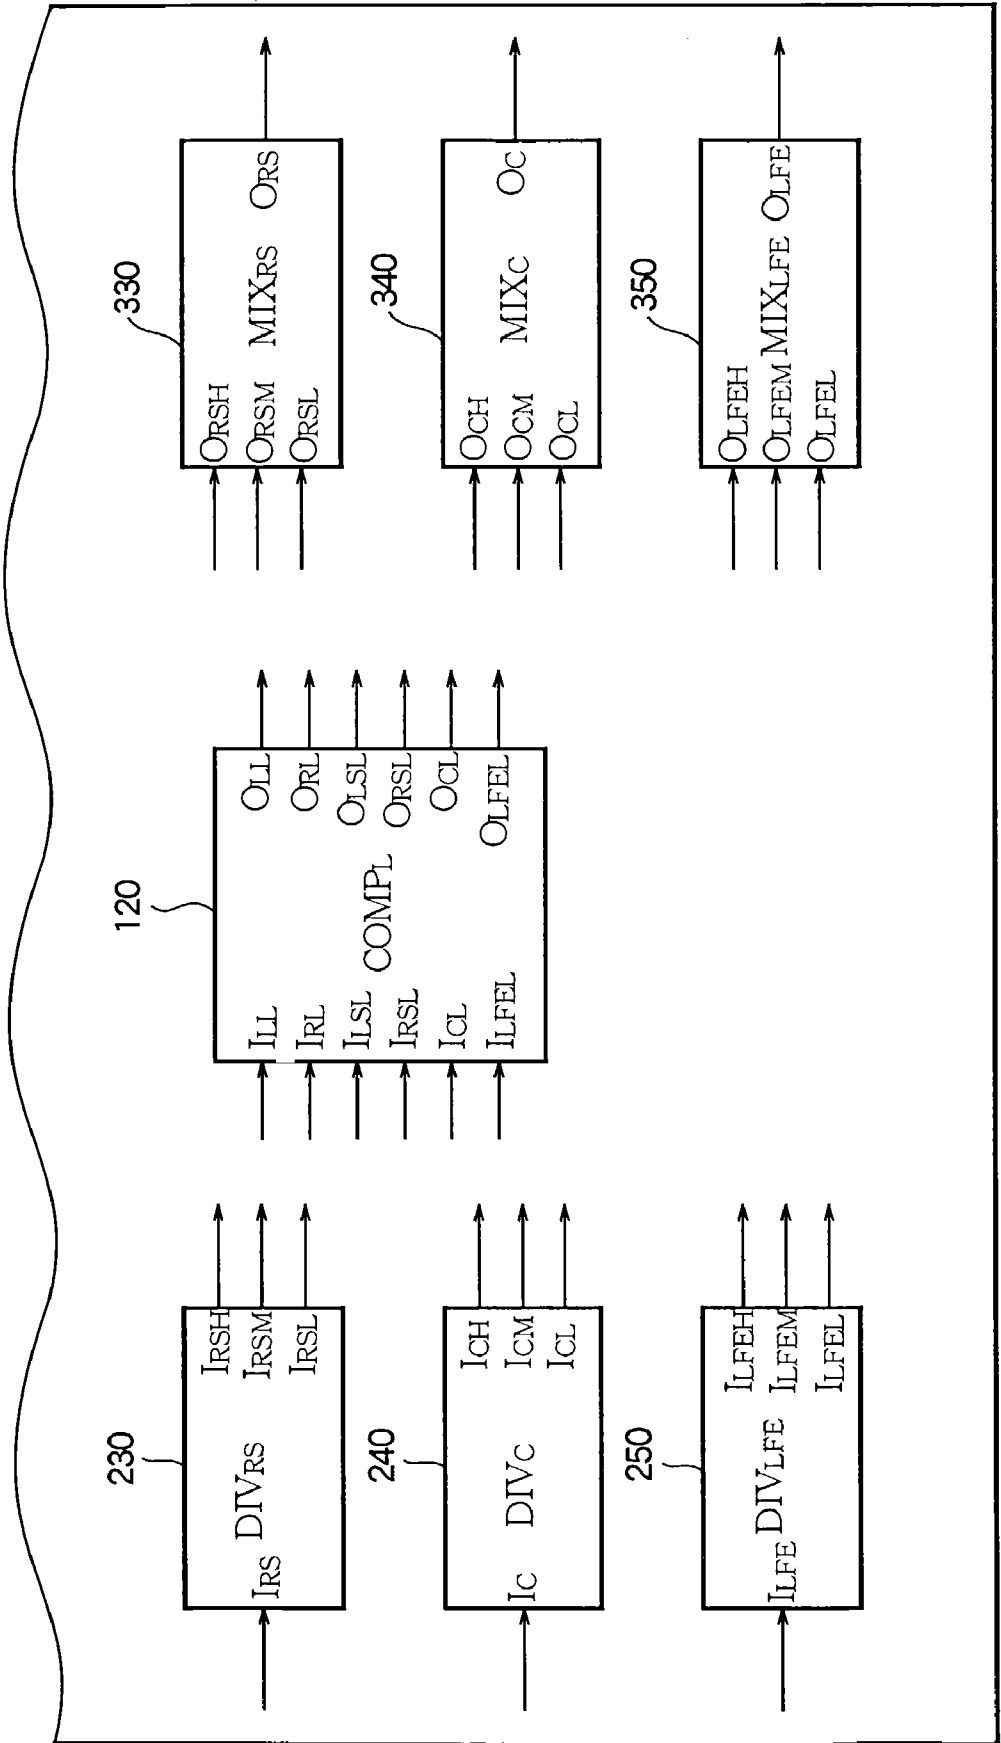 230
IRS
DIVRS
IRSH
IRSM
IRSL
240
IC
DIVC
ICH
ICM
ICL
250
ILFE
DIVLFE
ILFEH
ILFEM
ILFEL
120
ILL
IRL
ILSL
IRSL
ICL
ILFEL
COMPL
OLL
ORL
OLSL
ORSL
OCL
OLFEL
330
ORSH
ORSM
ORSL
MIXRS
ORS
340
OCH
OCM
OCL
MIXC
OC
350
OLFEH
OLFEM
OLFEL
MIXLFE
OLFE